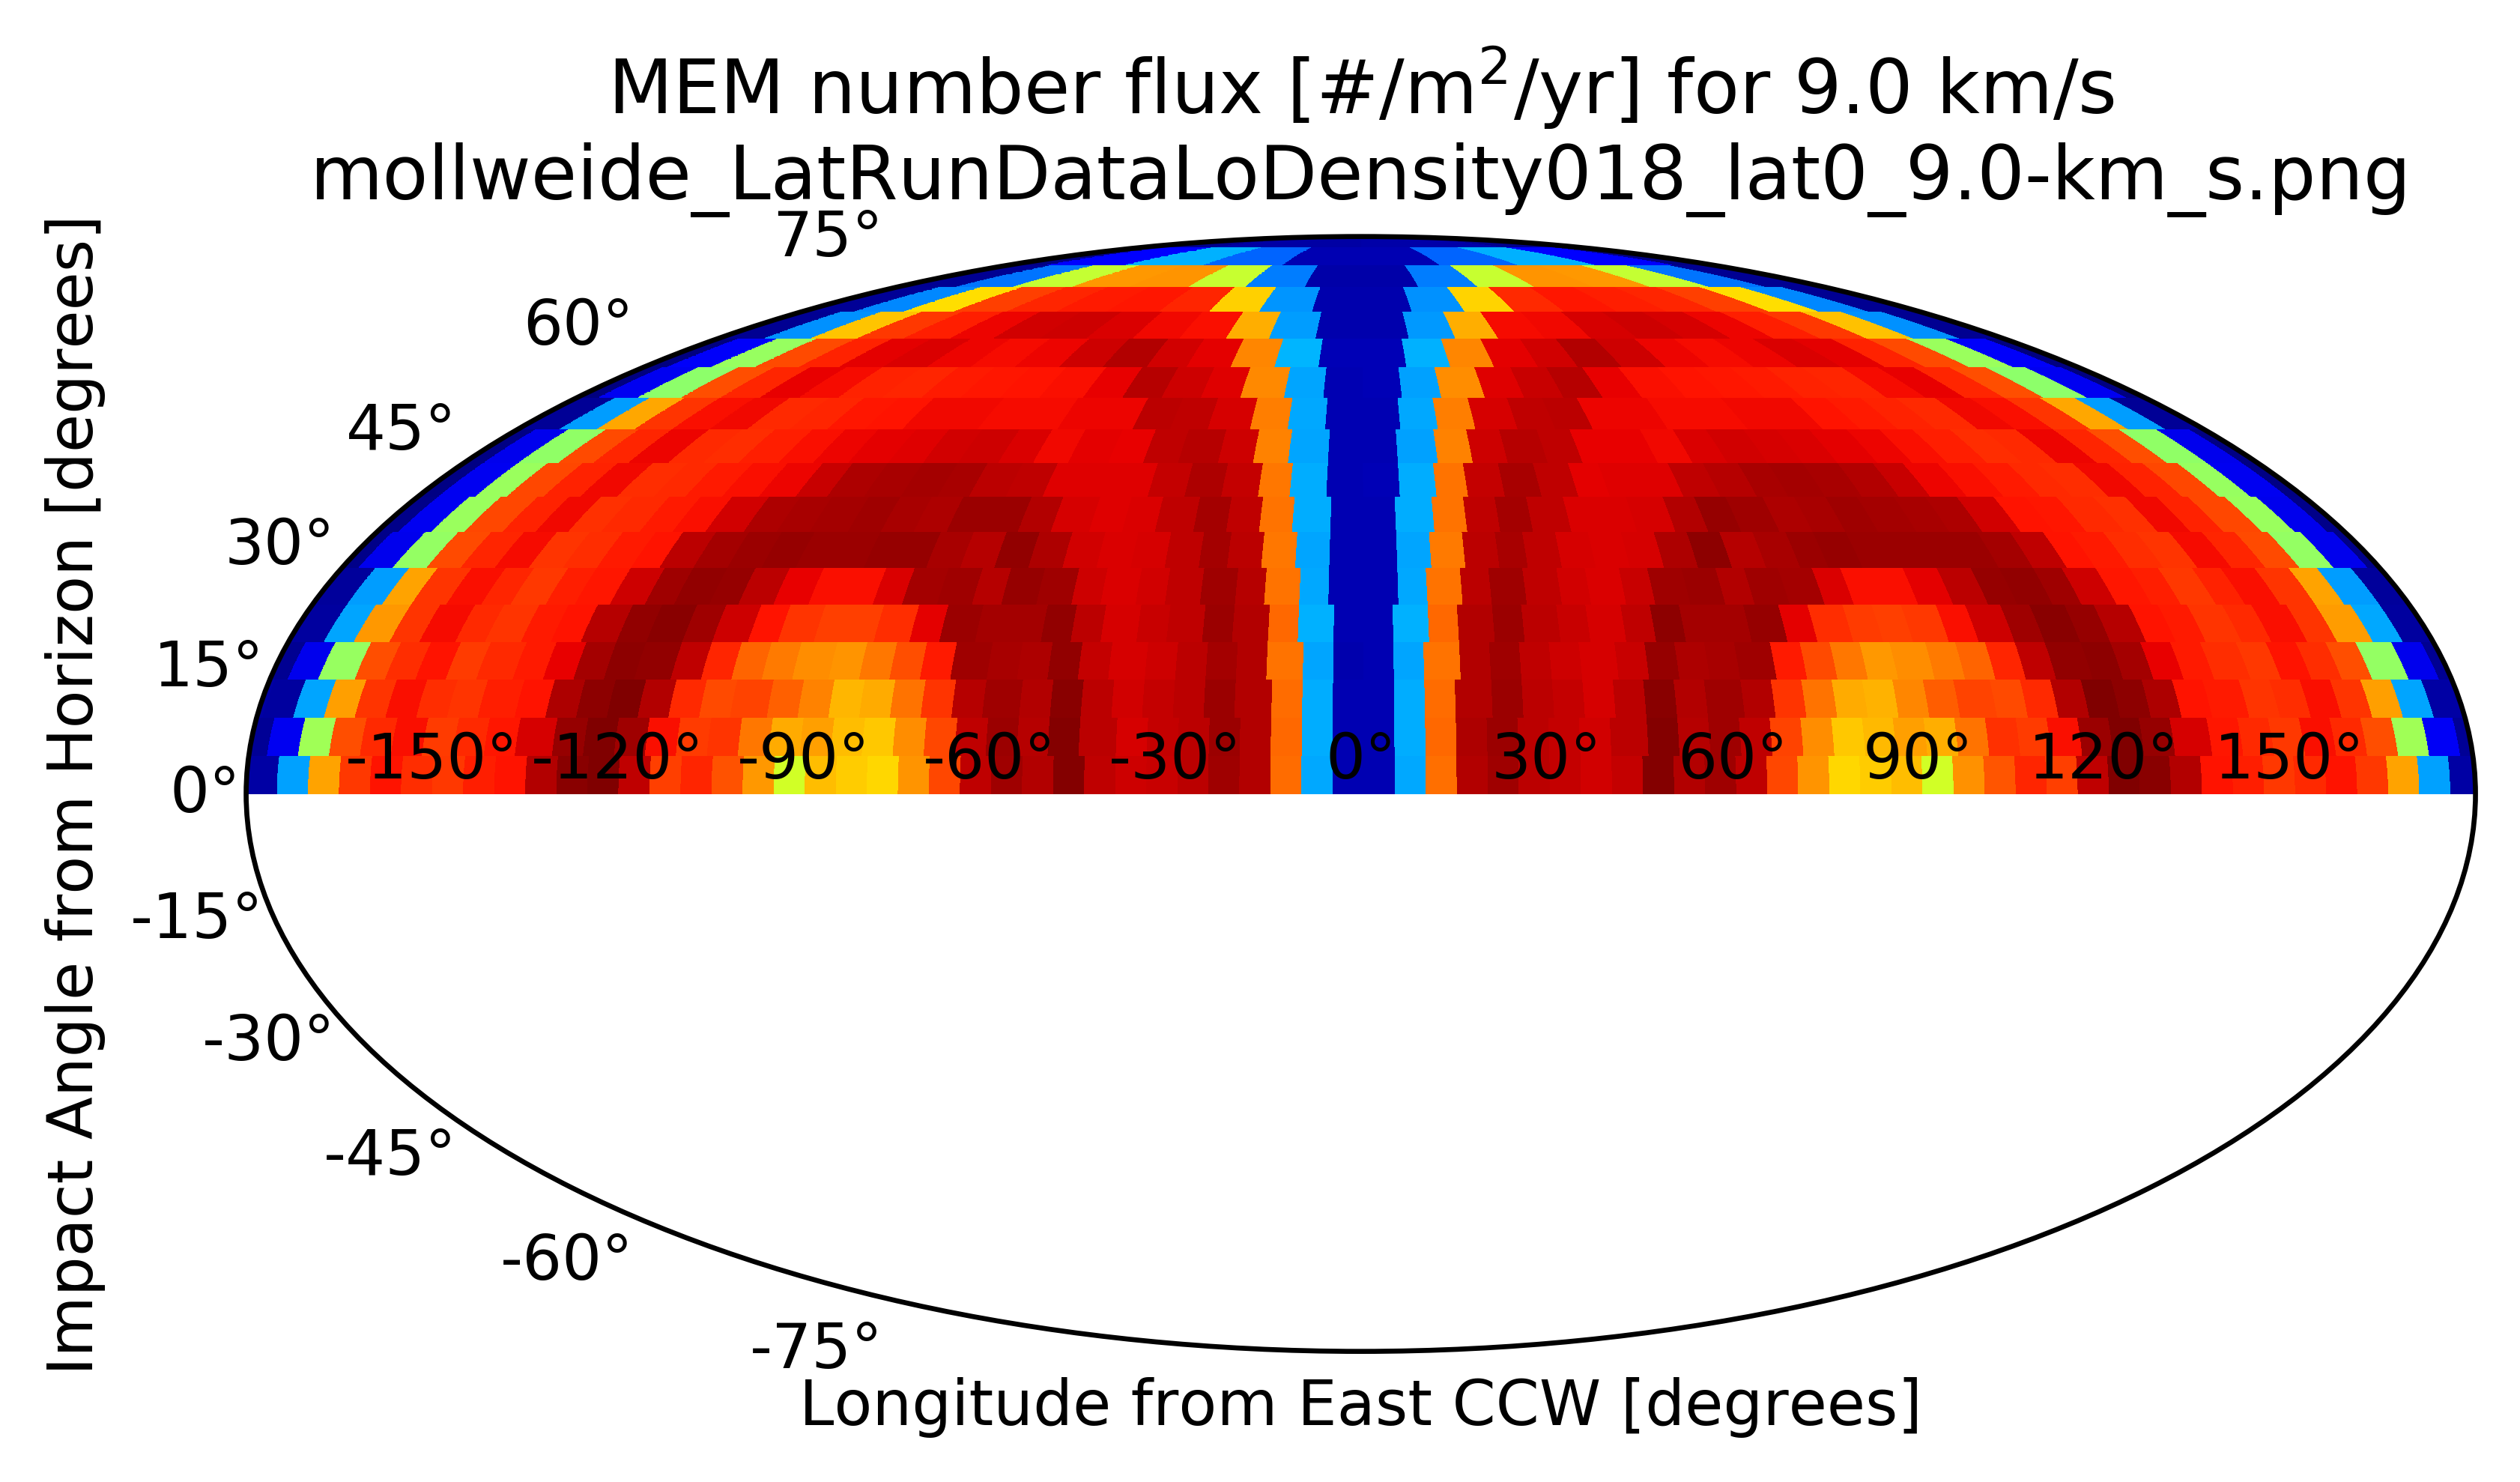 MEM number flux [#/m²/yr] for 9.0 km/s
mollweide_LatRunDataLoDensity018_lat0_9.0-km_s.png
Impact Angle from Horizon [degrees]
75°
60°
45°
30°
15°
0°
-15°
-30°
-45°
-60°
-75°
-150° -120° -90° -60° -30° 0° 30° 60° 90° 120° 150°
Longitude from East CCW [degrees]